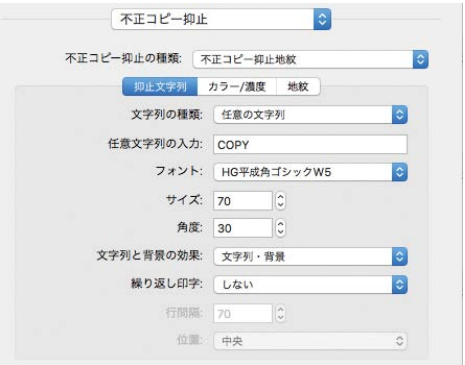 不正コピー抑止
不正コピー抑止の種類: 不正コピー抑止地紋
抑止文字列 カラー/濃度 地紋
文字列の種類: 任意の文字列
任意文字列の入力: COPY
フォント: HG平成角ゴシックW5
サイズ: 70
角度: 30
文字列と背景の効果: 文字列・背景
繰り返し印字: しない
行間隔: 70
位置: 中央